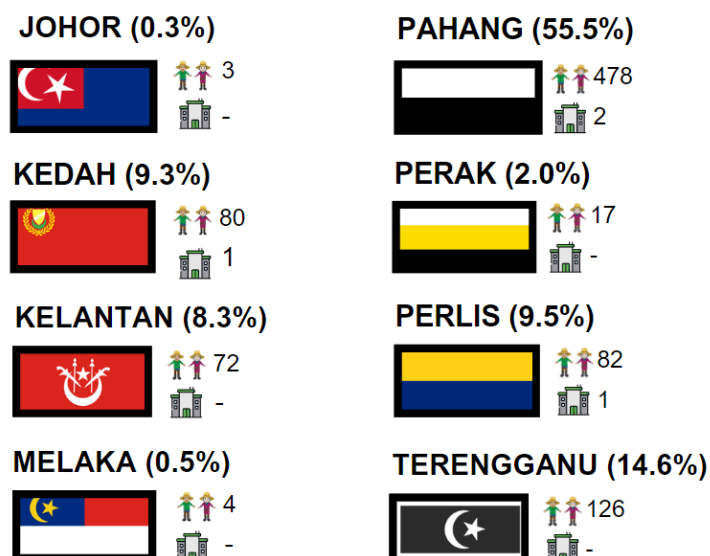 JOHOR (0.3%)
3
-
KEDAH (9.3%)
80
1
KELANTAN (8.3%)
72
-
MELAKA (0.5%)
4
-
PAHANG (55.5%)
478
2
PERAK (2.0%)
17
-
PERLIS (9.5%)
82
1
TERENGGANU (14.6%)
126
-